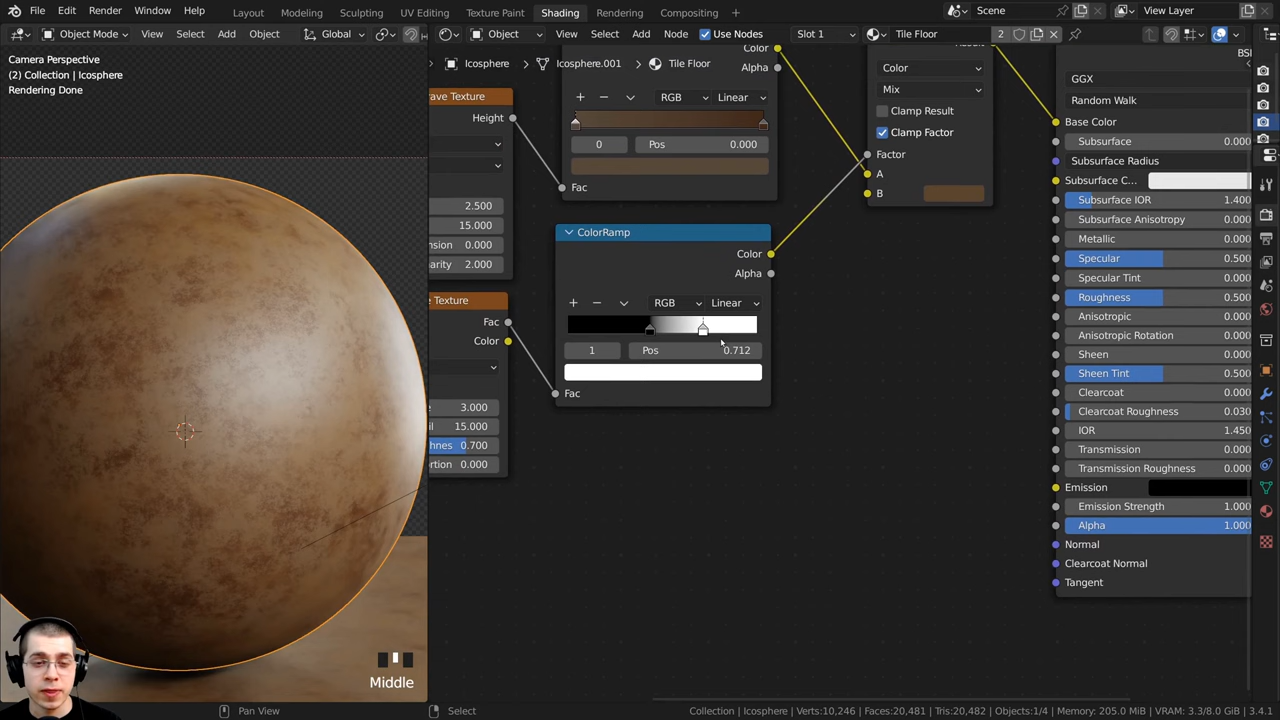 File Edit Render Window Help Layout Modeling Sculpting UV Editing Texture Paint Shading Rendering Compositing + Scene View Layer
Object Mode View Select Add Object Global Object View Select Add Node Use Nodes Slot 1 Tile Floor 2
Camera Perspective
(2) Collection | Icosphere
Rendering Done
Icosphere Icosphere.001 Tile Floor
Color
Alpha
RGB Linear
0 Pos 0.000
Fac
ave Texture
Height
2.500
15.000
nsion 0.000
arity 2.000
ColorRamp
Color
Alpha
RGB Linear
1 Pos 0.712
Fac
e Texture
Fac
Color
e 3.000
il 15.000
hnes 0.700
ortion 0.000
Color
Mix
Clamp Result
Clamp Factor
Factor
A
B
GGX
Random Walk
Base Color
Subsurface 0.000
Subsurface Radius
Subsurface C...
Subsurface IOR 1.400
Subsurface Anisotropy 0.000
Metallic 0.000
Specular 0.500
Specular Tint 0.000
Roughness 0.500
Anisotropic 0.000
Anisotropic Rotation 0.000
Sheen 0.000
Sheen Tint 0.500
Clearcoat 0.000
Clearcoat Roughness 0.030
IOR 1.450
Transmission 0.000
Transmission Roughness 0.000
Emission
Emission Strength 1.000
Alpha 1.000
Normal
Clearcoat Normal
Tangent
Middle
Pan View Select Collection | Icosphere | Verts:10,246 | Faces:20,481 | Tris:20,482 | Objects:1/4 | Memory: 205.0 MiB | VRAM: 3.3/8.0 GiB | 3.4.1